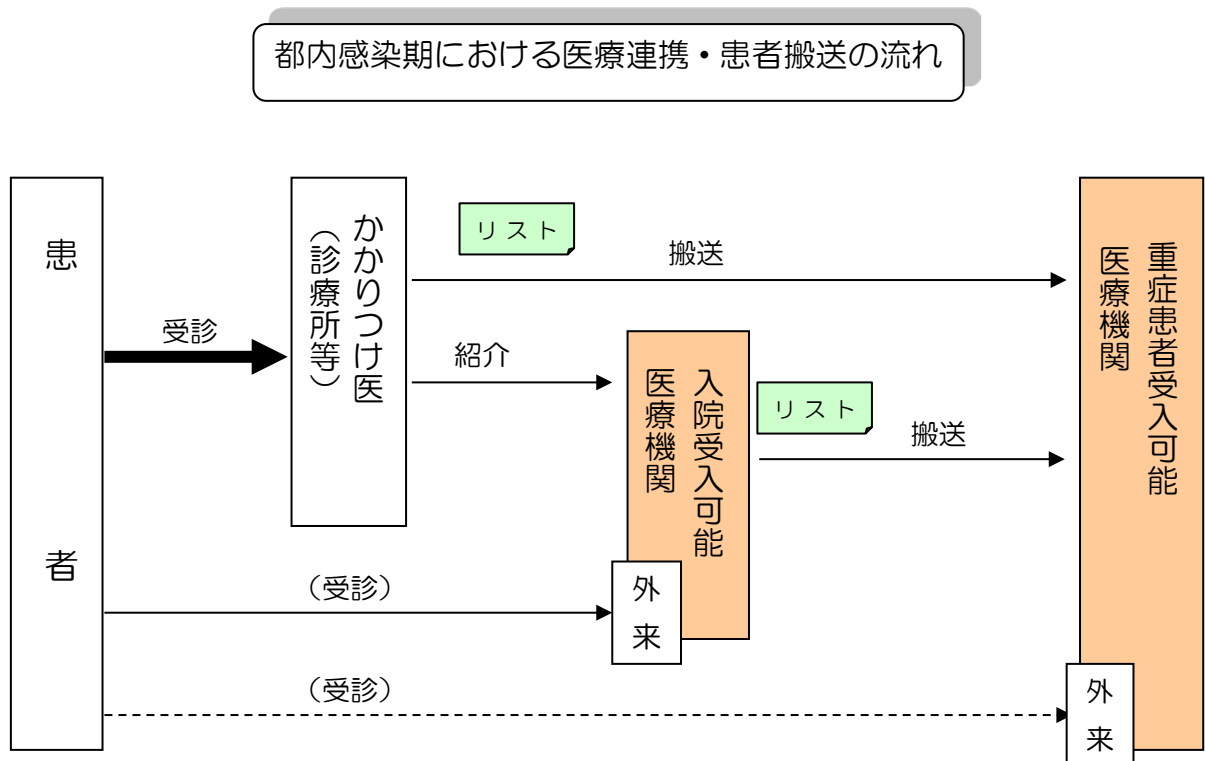 都内感染期における医療連携・患者搬送の流れ
患者
受診
かかりつけ医
（診療所等）
リスト
搬送
紹介
入院受入可能
医療機関
リスト
搬送
重症患者受入可能
医療機関
（受診）
外来
（受診）
外来